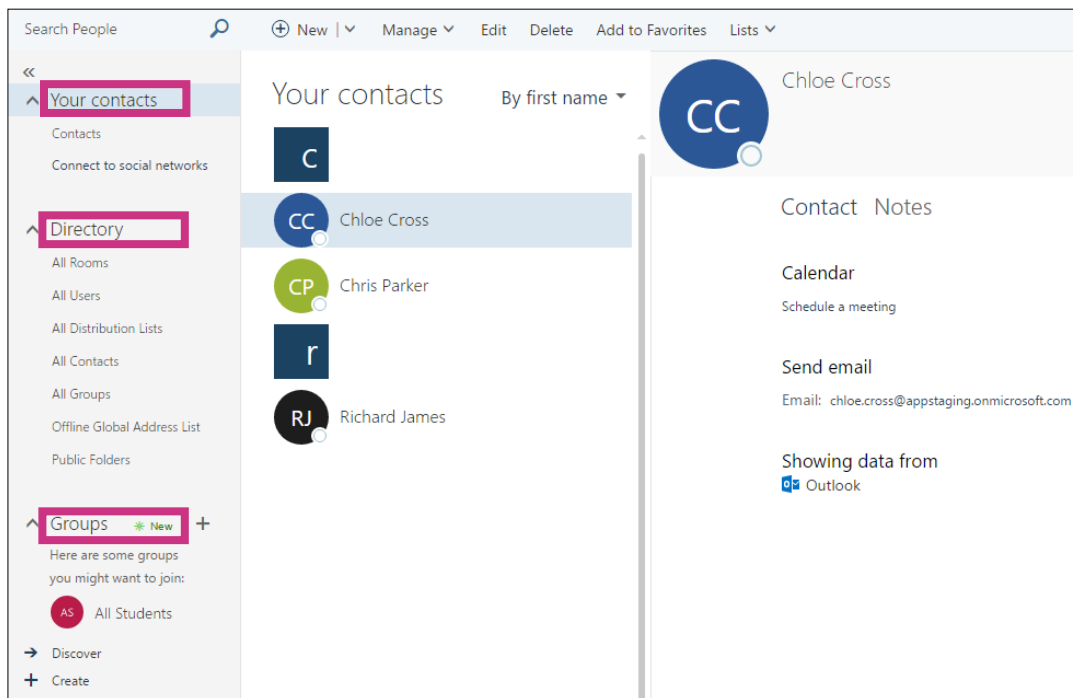 Search People
New
Manage
Edit
Delete
Add to Favorites
Lists
Your contacts
Contacts
Connect to social networks
Directory
All Rooms
All Users
All Distribution Lists
All Contacts
All Groups
Offline Global Address List
Public Folders
Groups New
Here are some groups
you might want to join:
AS All Students
Discover
Create
Your contacts
By first name
c
CC Chloe Cross
CP Chris Parker
r
RJ Richard James
CC Chloe Cross
Contact Notes
Calendar
Schedule a meeting
Send email
Email: chloe.cross@appstaging.onmicrosoft.com
Showing data from
Outlook